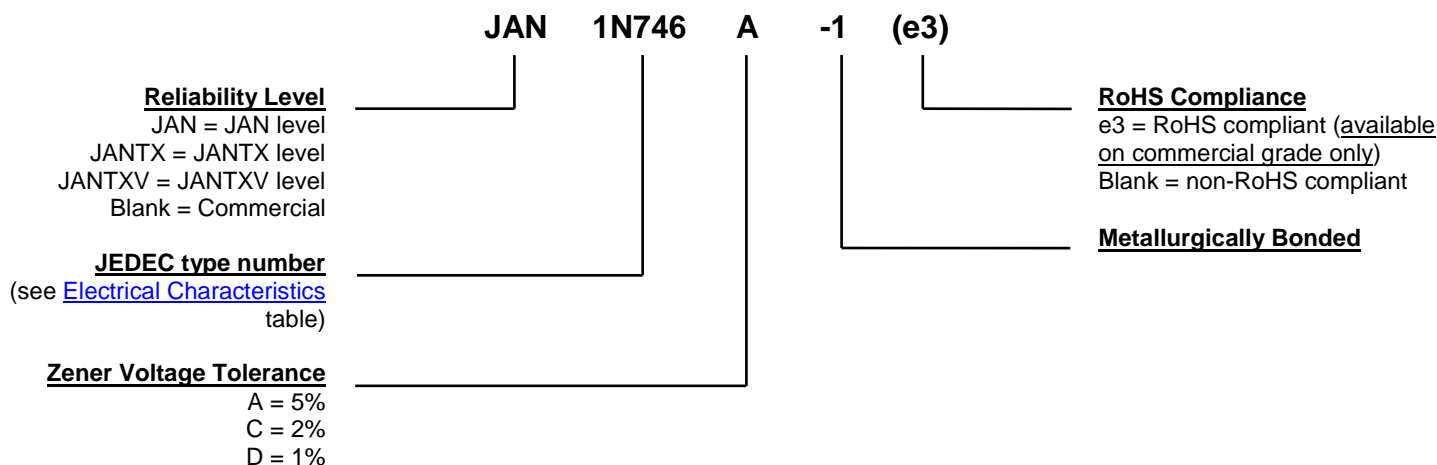 JAN 1N746 A -1 (e3)
Reliability Level
JAN = JAN level
JANTX = JANTX level
JANTXV = JANTXV level
Blank = Commercial
JEDEC type number
(see Electrical Characteristics
table)
Zener Voltage Tolerance
A = 5%
C = 2%
D = 1%
RoHS Compliance
e3 = RoHS compliant (available
on commercial grade only)
Blank = non-RoHS compliant
Metallurgically Bonded